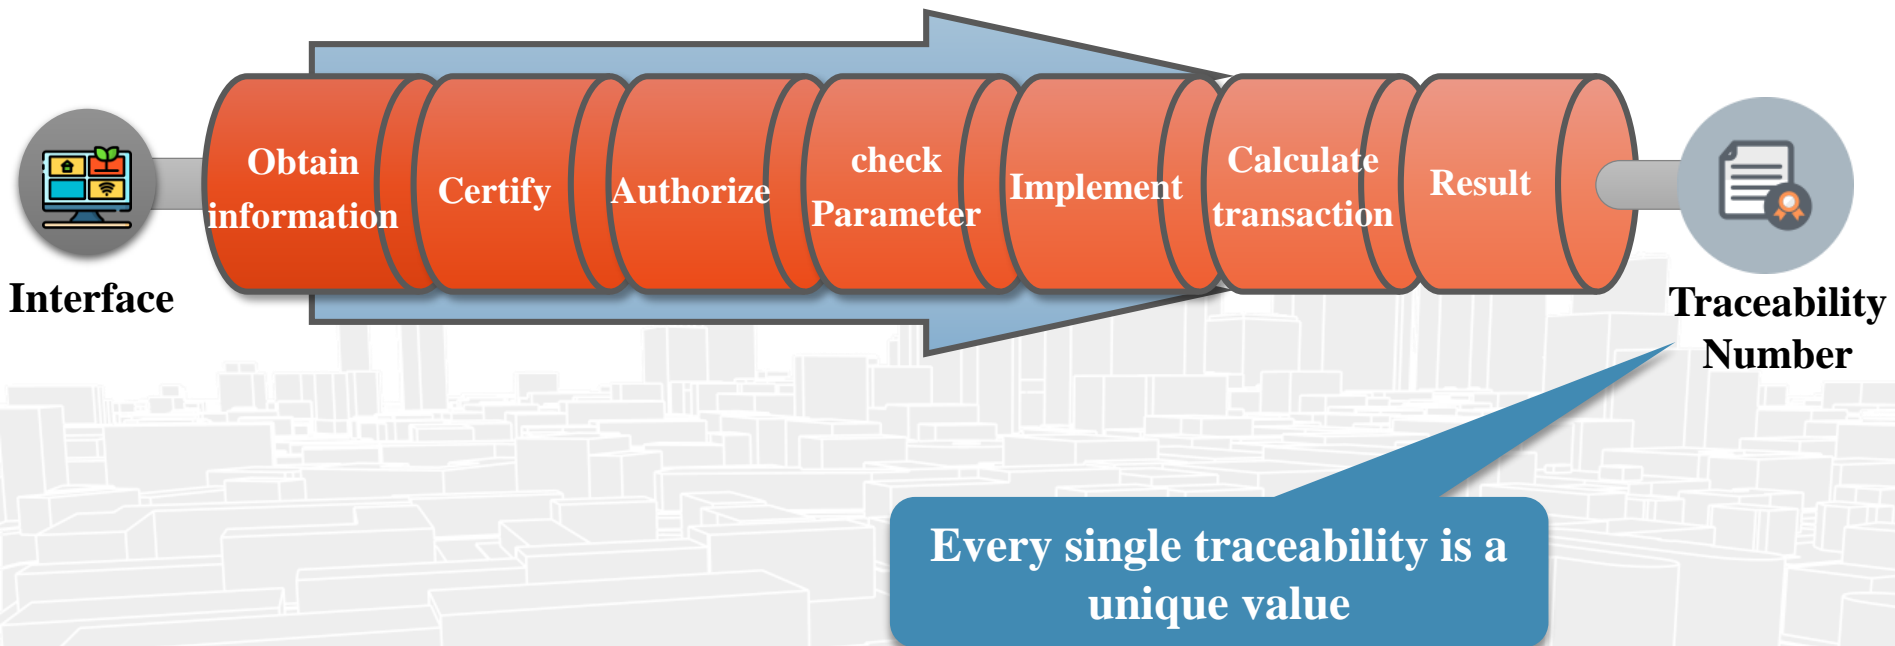 Interface
Obtain
information
Certify
Authorize
check
Parameter
Implement
Calculate
transaction
Result
Traceability
Number
Every single traceability is a
unique value